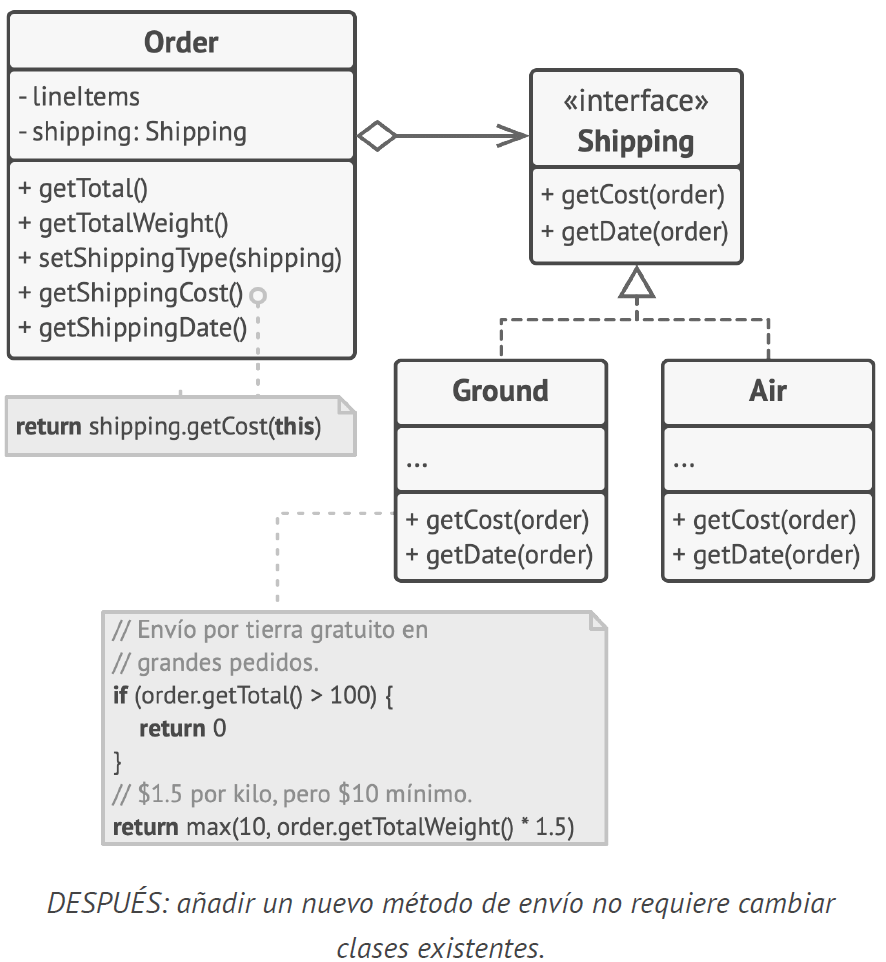 Order
- lineItems
- shipping: Shipping
+ getTotal()
+ getTotalWeight()
+ setShippingType(shipping)
+ getShippingCost()
+ getShippingDate()
return shipping.getCost(this)
«interface»
Shipping
+ getCost(order)
+ getDate(order)
Ground
...
+ getCost(order)
+ getDate(order)
Air
...
+ getCost(order)
+ getDate(order)
// Envío por tierra gratuito en
// grandes pedidos.
if (order.getTotal() > 100) {
return 0
}
// $1.5 por kilo, pero $10 mínimo.
return max(10, order.getTotalWeight() * 1.5)
DESPUÉS: añadir un nuevo método de envío no requiere cambiar
clases existentes.